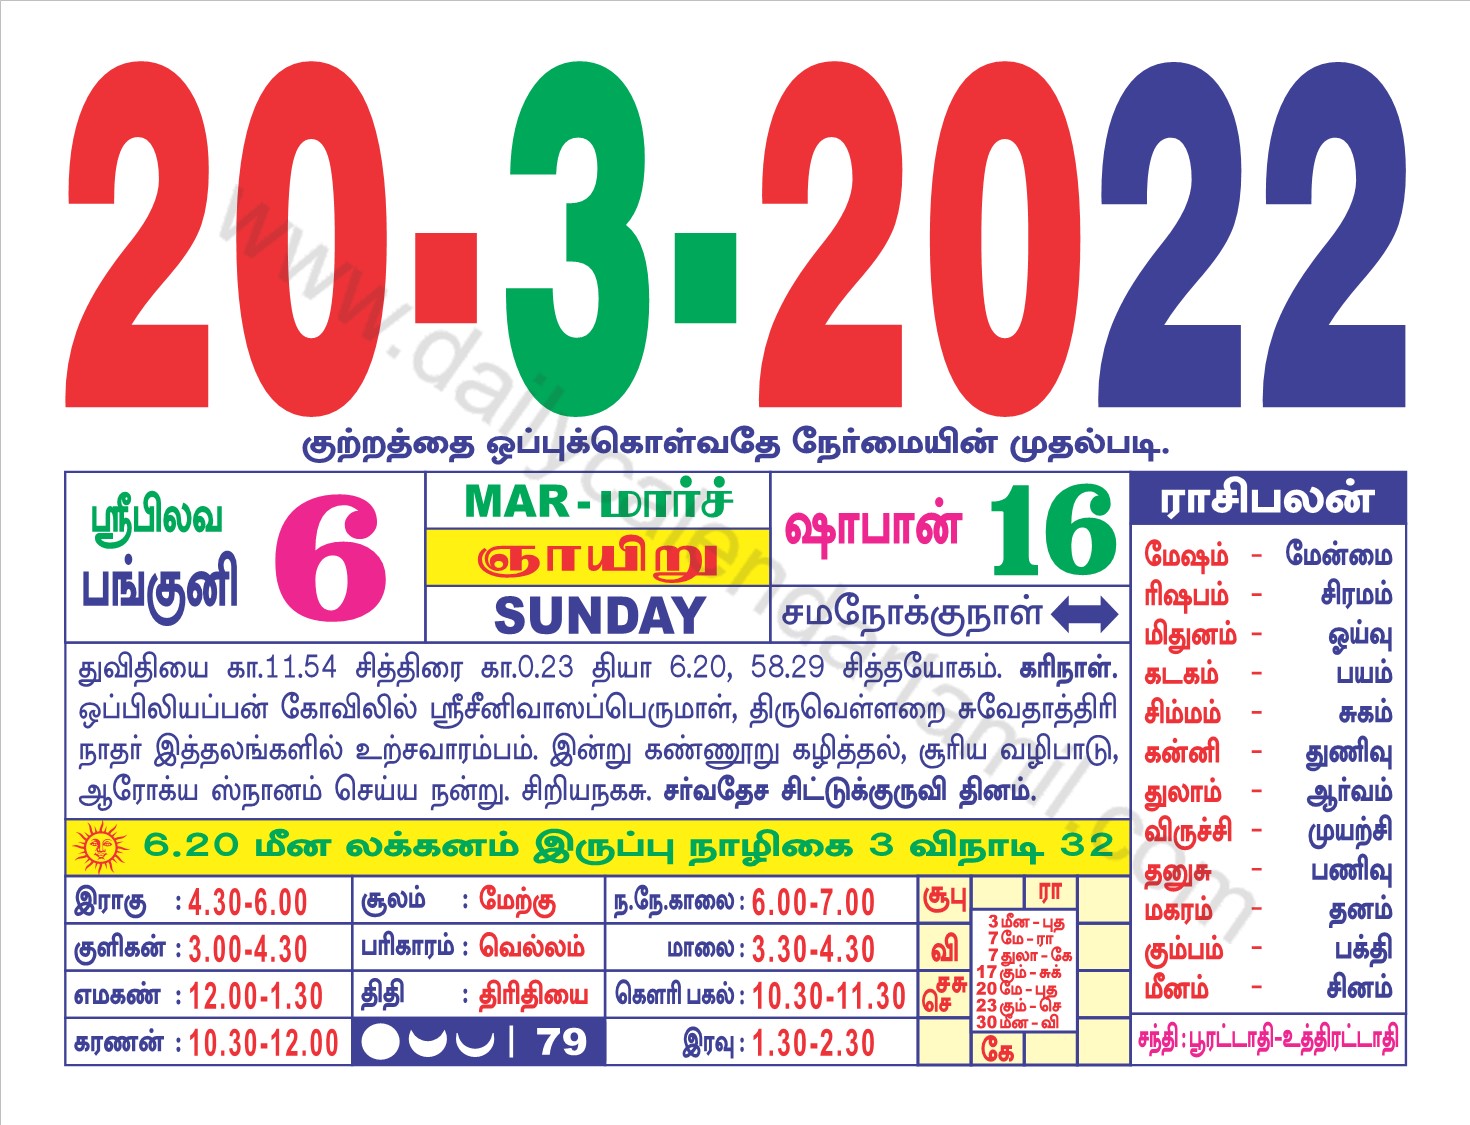 20-3-2022
குற்றத்தை ஒப்புக்கொள்வதே நேர்மையின் முதல்படி.
ஸ்ரீபிலவ
பங்குனி 6
MAR - மார்ச்
ஞாயிறு
SUNDAY
ஷாபான் 16
சமநோக்குநாள்
துவிதியை கா.11.54 சித்திரை கா.0.23 தியா 6.20, 58.29 சித்தயோகம். கரிநாள்.
ஒப்பிலியப்பன் கோவிலில் ஸ்ரீசீனிவாஸப்பெருமாள், திருவெள்ளறை சுவேதாத்திரி
நாதர் இத்தலங்களில் உற்சவாரம்பம். இன்று கண்ணூறு கழித்தல், சூரிய வழிபாடு,
ஆரோக்ய ஸ்நானம் செய்ய நன்று. சிறியநகசு. சர்வதேச சிட்டுக்குருவி தினம்.
6.20 மீன லக்கனம் இருப்பு நாழிகை 3 விநாடி 32
இராகு : 4.30-6.00
குளிகன் : 3.00-4.30
எமகண் : 12.00-1.30
கரணன் : 10.30-12.00
சூலம் : மேற்கு
பரிகாரம் : வெல்லம்
திதி : திரிதியை
79
ந.நே.காலை : 6.00-7.00
மாலை : 3.30-4.30
கௌரி பகல் : 10.30-11.30
இரவு : 1.30-2.30
சூபு
ரா
வி
சசு
செ
கே
3 மீன - புத
7 மே - ரா
7 துலா - கே
17 கும் - சுக்
20 மே - புத
23 கும் - செ
30 மீன - வி
ராசிபலன்
மேஷம் - மேன்மை
ரிஷபம் - சிரமம்
மிதுனம் - ஓய்வு
கடகம் - பயம்
சிம்மம் - சுகம்
கன்னி - துணிவு
துலாம் - ஆர்வம்
விருச்சி - முயற்சி
தனுசு - பணிவு
மகரம் - தனம்
கும்பம் - பக்தி
மீனம் - சினம்
சந்தி : பூரட்டாதி-உத்திரட்டாதி
www.dailycalendartamil.com